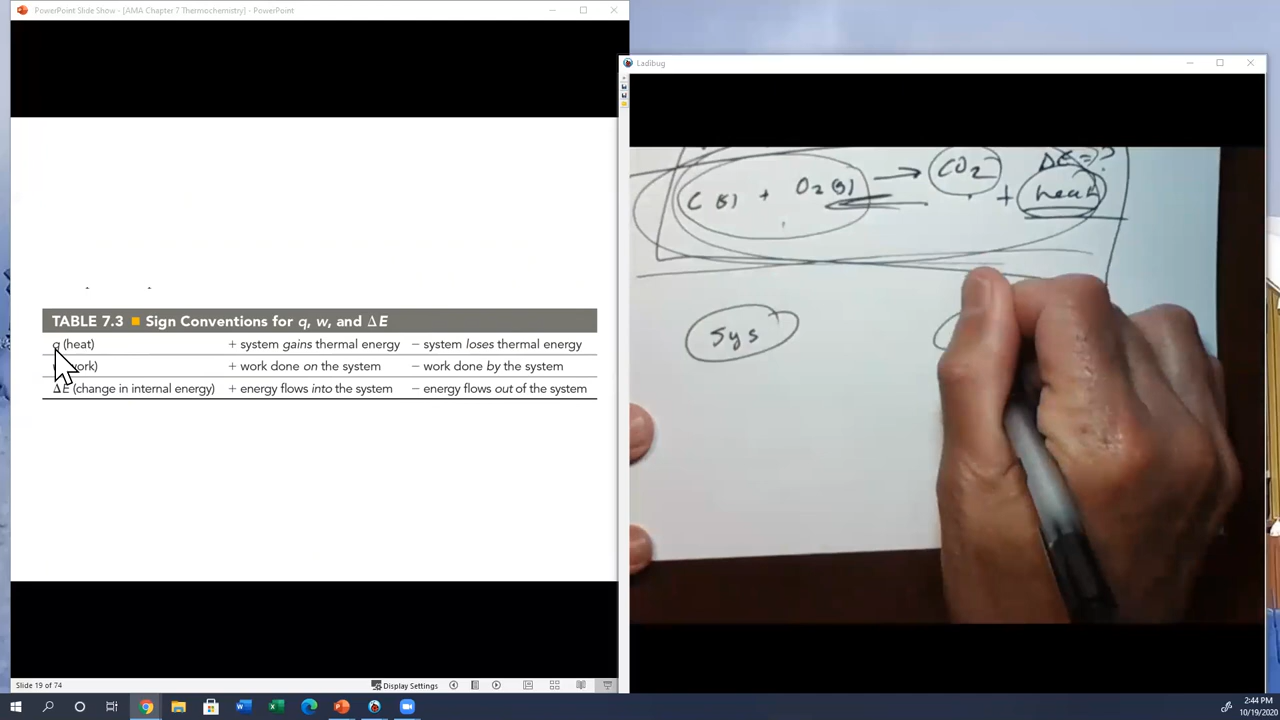 PowerPoint Slide Show - [AMA Chapter 7 Thermochemistry] - PowerPoint
Ladibug
TABLE 7.3 ■ Sign Conventions for q, w, and ΔE
q (heat) + system gains thermal energy − system loses thermal energy
work) + work done on the system − work done by the system
ΔE (change in internal energy) + energy flows into the system − energy flows out of the system
ΔE=?
C (s) + O2 (g) → CO2 + heat
Sys
Slide 19 of 74
Display Settings
2:44 PM
10/19/2020